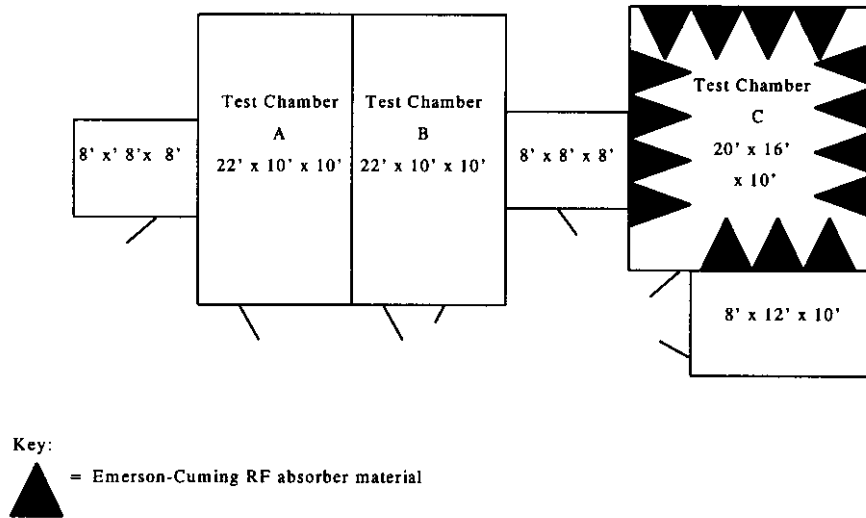 Test Chamber
A
22' x 10' x 10'
Test Chamber
B
22' x 10' x 10'
Test Chamber
C
20' x 16'
x 10'
8' x' 8'x 8'
8' x 8' x 8'
8' x 12' x 10'
Key:
= Emerson-Cuming RF absorber material